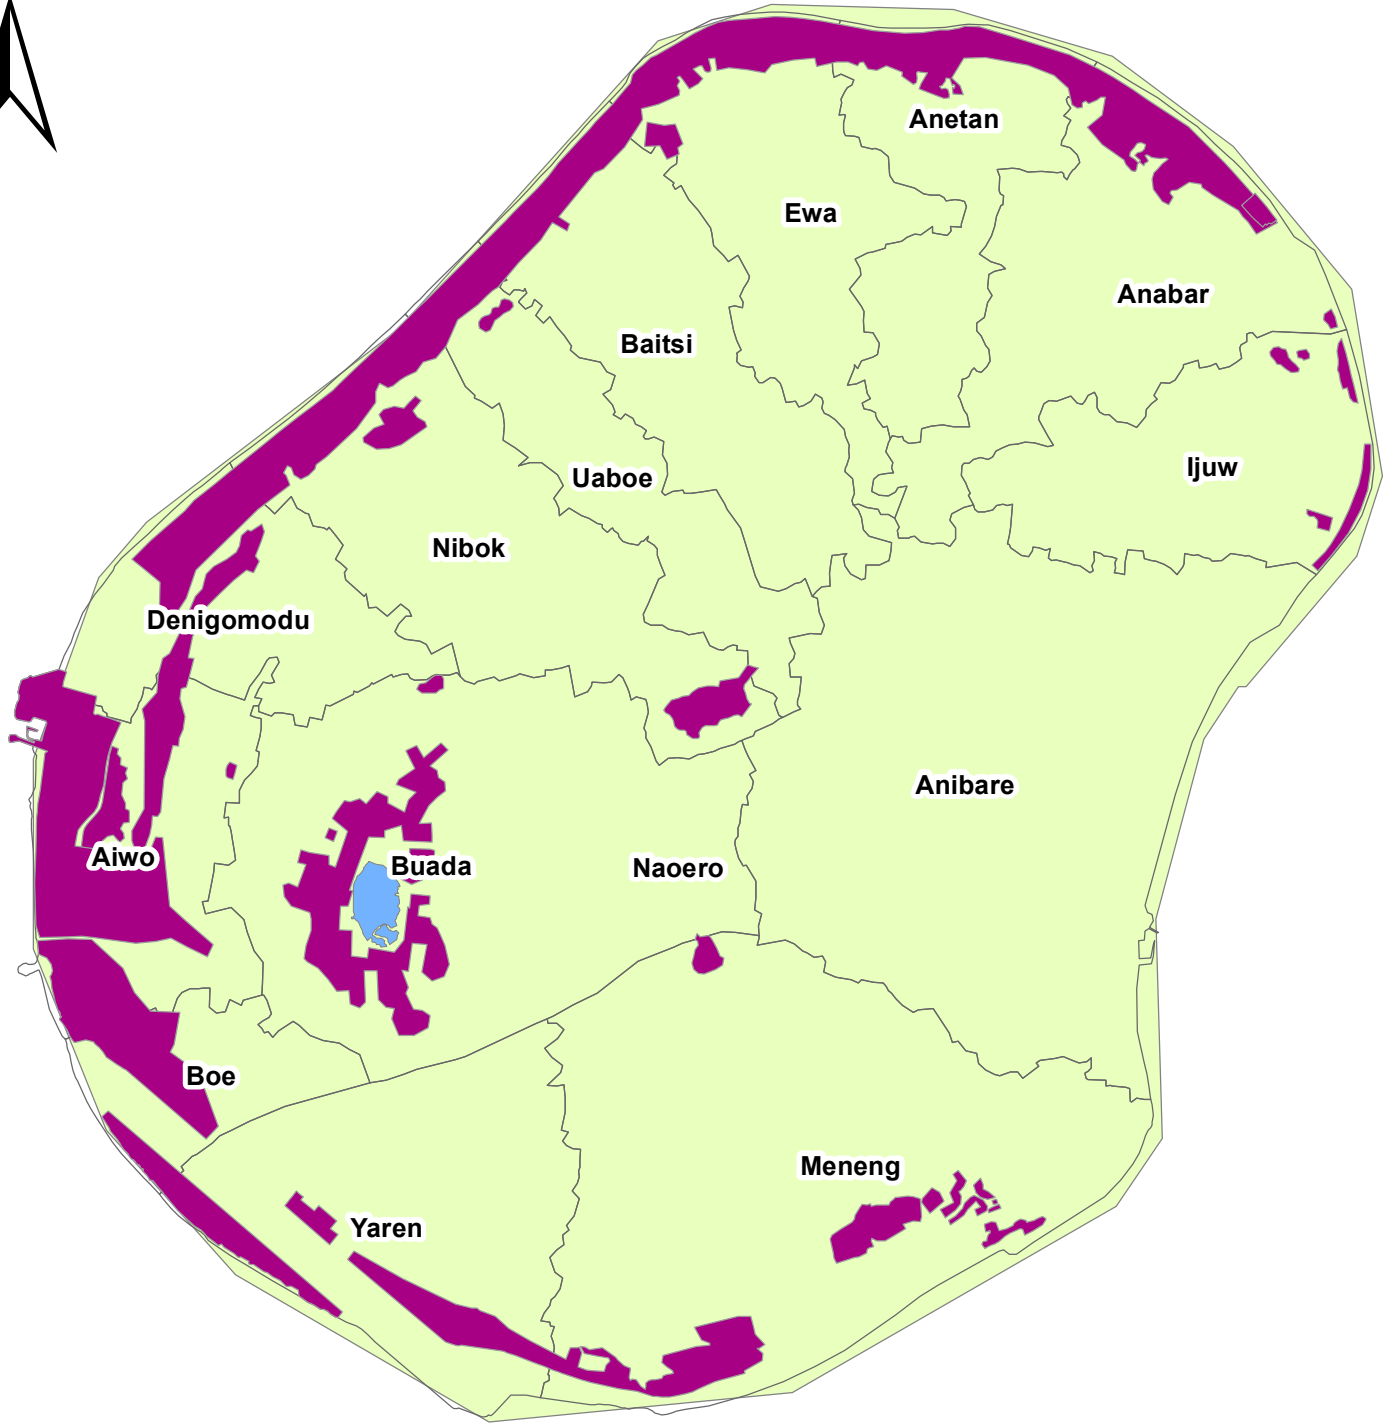 Anetan
Ewa
Anabar
Baitsi
Ijuw
Uaboe
Nibok
Denigomodu
Anibare
Aiwo
Buada
Naoero
Boe
Meneng
Yaren